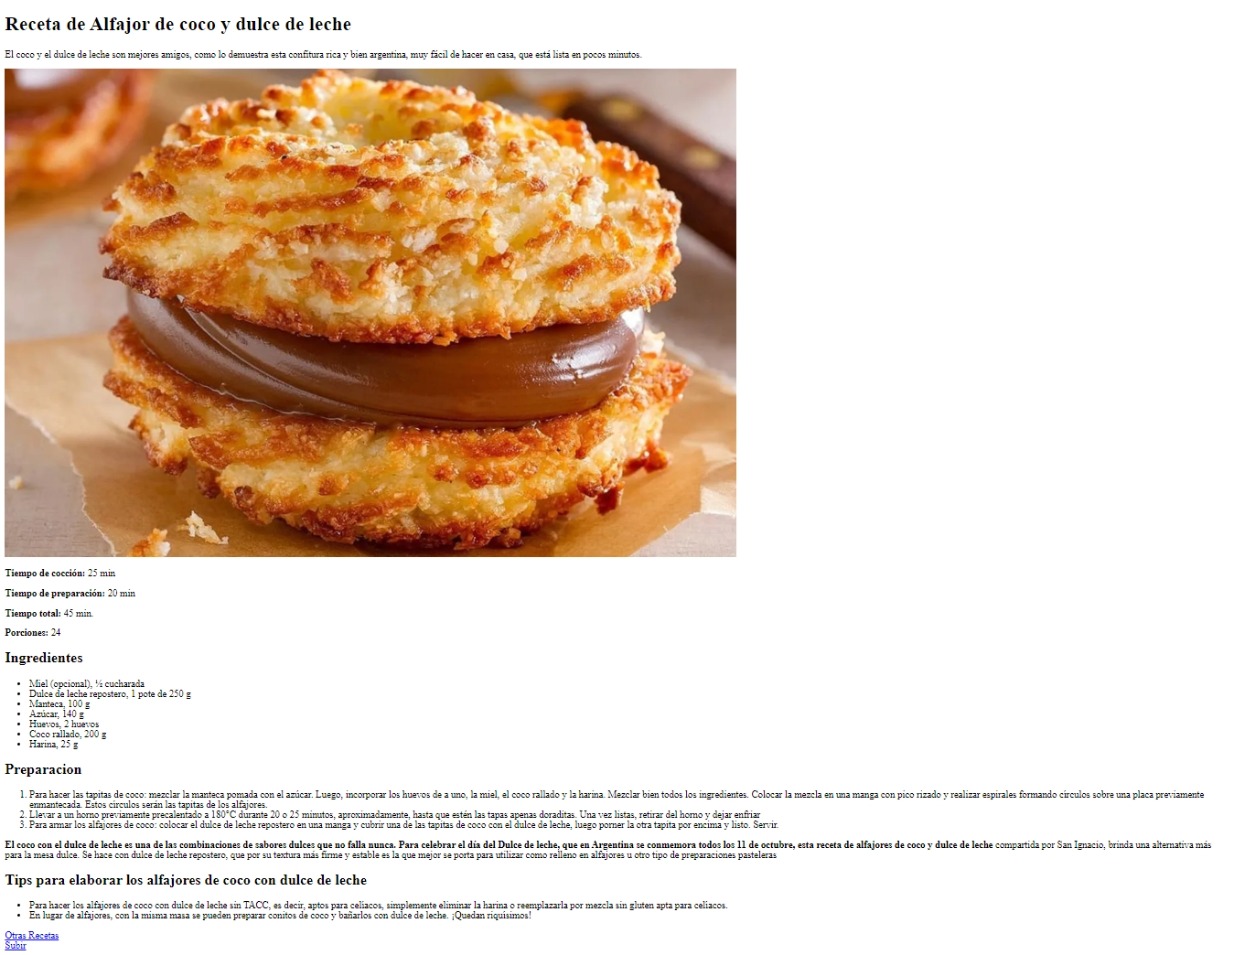 Receta de Alfajor de coco y dulce de leche
El coco y el dulce de leche son mejores amigos, como lo demuestra esta confitura rica y bien argentina, muy fácil de hacer en casa, que está lista en pocos minutos.
Tiempo de cocción: 25 min
Tiempo de preparación: 20 min
Tiempo total: 45 min.
Porciones: 24
Ingredientes
• Miel (opcional), ½ cucharada
• Dulce de leche repostero, 1 pote de 250 g
• Manteca, 100 g
• Azúcar, 140 g
• Huevos, 2 huevos
• Coco rallado, 200 g
• Harina, 25 g
Preparacion
1. Para hacer las tapitas de coco: mezclar la manteca pomada con el azúcar. Luego, incorporar los huevos de a uno, la miel, el coco rallado y la harina. Mezclar bien todos los ingredientes. Colocar la mezcla en una manga con pico rizado y realizar espirales formando círculos sobre una placa previamente
enmantecada. Estos círculos serán las tapitas de los alfajores.
2. Llevar a un horno previamente precalentado a 180°C durante 20 o 25 minutos, aproximadamente, hasta que estén las tapas apenas doraditas. Una vez listas, retirar del horno y dejar enfriar
3. Para armar los alfajores de coco: colocar el dulce de leche repostero en una manga y cubrir una de las tapitas de coco con el dulce de leche, luego porner la otra tapita por encima y listo. Servir.
El coco con el dulce de leche es una de las combinaciones de sabores dulces que no falla nunca. Para celebrar el día del Dulce de leche, que en Argentina se conmemora todos los 11 de octubre, esta receta de alfajores de coco y dulce de leche compartida por San Ignacio, brinda una alternativa más
para la mesa dulce. Se hace con dulce de leche repostero, que por su textura más firme y estable es la que mejor se porta para utilizar como relleno en alfajores u otro tipo de preparaciones pasteleras
Tips para elaborar los alfajores de coco con dulce de leche
• Para hacer los alfajores de coco con dulce de leche sin TACC, es decir, aptos para celíacos, simplemente eliminar la harina o reemplazarla por mezcla sin gluten apta para celíacos.
• En lugar de alfajores, con la misma masa se pueden preparar conitos de coco y bañarlos con dulce de leche. ¡Quedan riquísimos!
Otras Recetas
Subir